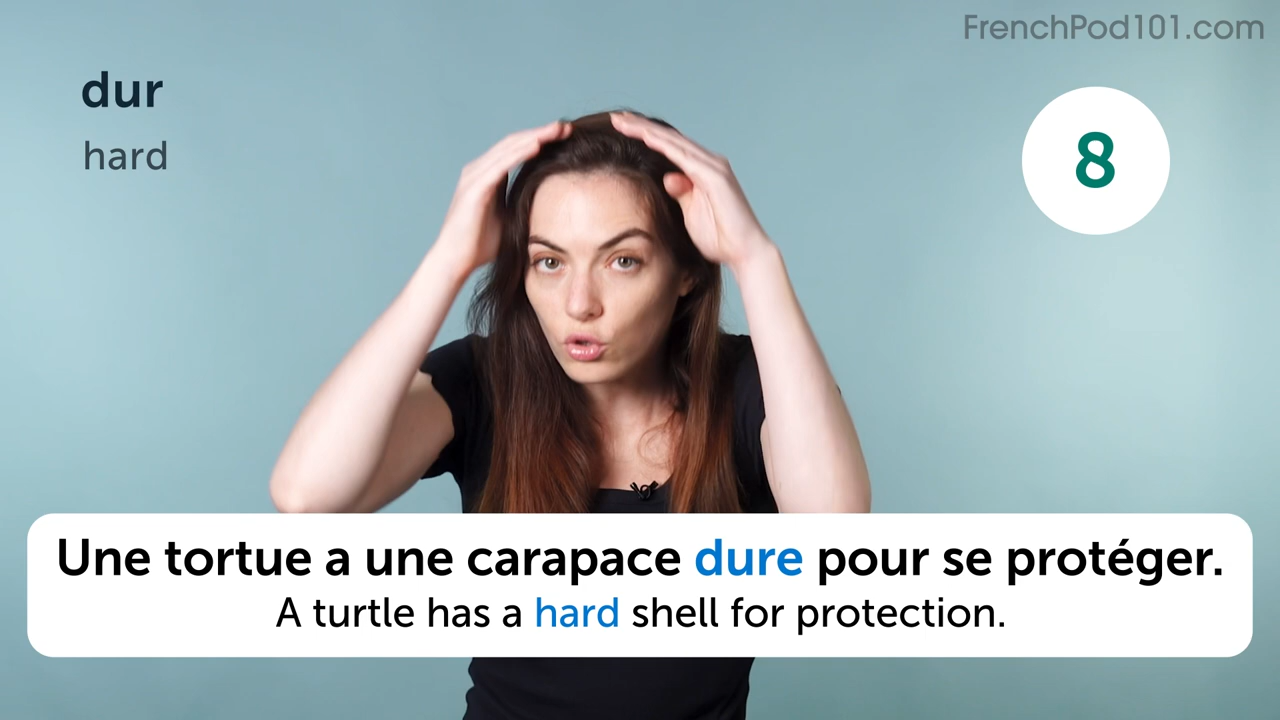 FrenchPod101.com
dur
hard
8
Une tortue a une carapace dure pour se protéger.
A turtle has a hard shell for protection.